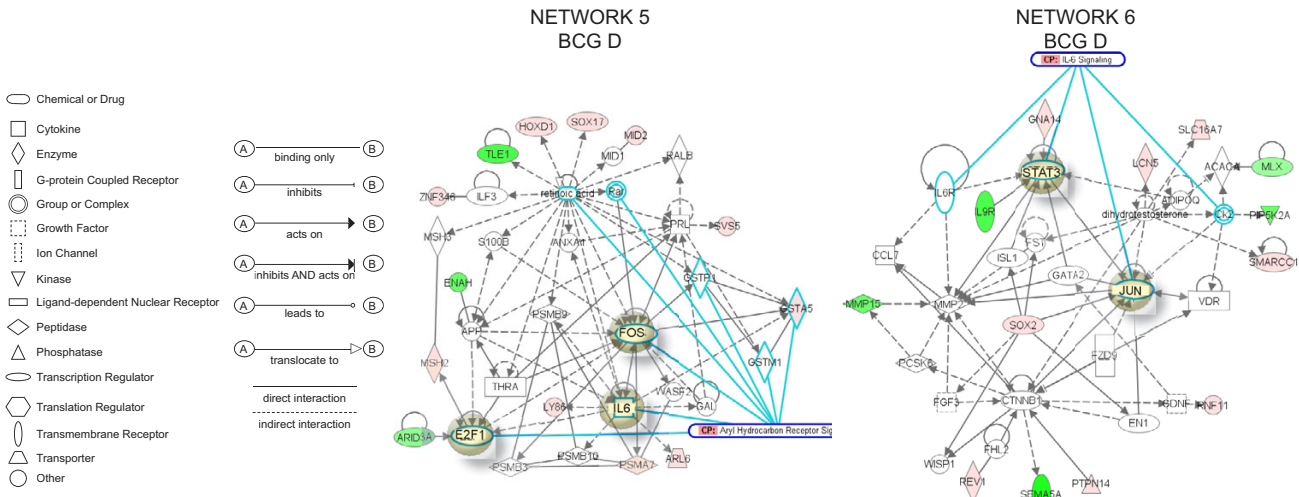 NETWORK 5
BCG D
NETWORK 6
BCG D
Chemical or Drug
Cytokine
Enzyme
G-protein Coupled Receptor
Group or Complex
Growth Factor
Ion Channel
Kinase
Ligand-dependent Nuclear Receptor
Peptidase
Phosphatase
Transcription Regulator
Translation Regulator
Transmembrane Receptor
Transporter
Other
A B
binding only
A B
inhibits
A B
acts on
A B
inhibits AND acts on
A B
leads to
A B
translocate to
direct interaction
indirect interaction
HOXD1
SOX17
MID2
TLE1
MID1
RALB
ZNF346
ILF3
retinoic acid
Rar
PRL
SVS5
MSH3
S100B
ANXA4
ENAH
GSTP1
PSMB9
GSTA5
APP
FOS
MSH2
GSTM1
THRA
WASF2
LY86
IL6
GAL
ARID3A
E2F1
CP: Aryl Hydrocarbon Receptor Sig
PSMB3
PSMB10
PSMA7
ARL6
CP: IL-6 Signaling
GNA14
SLC16A7
STAT3
LCN5
ACACA
MLX
IL6R
IL9R
ADIPOQ
dihydrotestosterone
Ck2
PIP5K2A
FST
CCL7
ISL1
SMARCC1
GATA2
JUN
MMP15
MMP2
VDR
SOX2
PCSK6
FZD9
FGF3
CTNNB1
GDNF
RNF11
EN1
FHL2
WISP1
REV1
SEMA5A
PTPN14